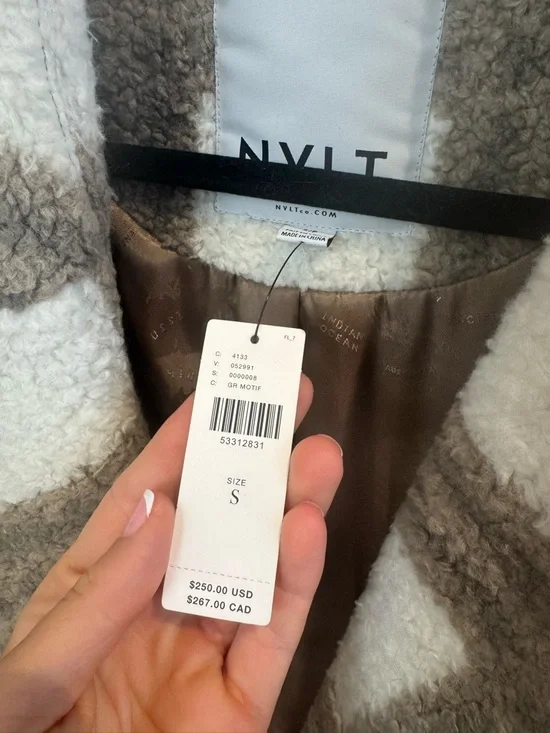 NVLT
NVLTco.COM
MADE IN CHINA
INDIAN
OCEAN
FL_7
C: 4133
V: 052991
S: 0000008
C: GR MOTIF
53312831
SIZE
S
$250.00 USD
$267.00 CAD